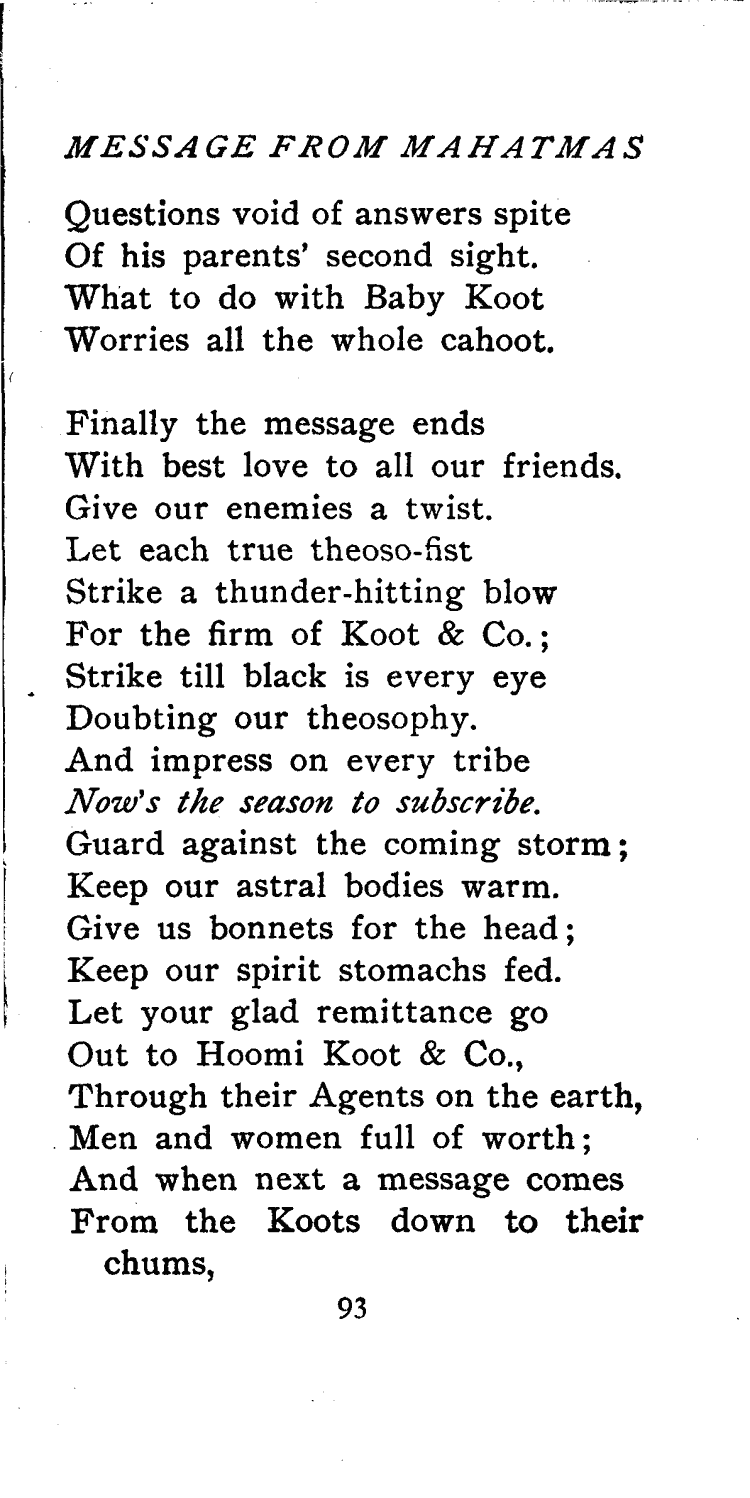 MESSAGE FROM MAHATMAS
Questions void of answers spite
Of his parents' second sight.
What to do with Baby Koot
Worries all the whole cahoot.
Finally the message ends
With best love to all our friends.
Give our enemies a twist.
Let each true theoso-fist
Strike a thunder-hitting blow
For the firm of Koot & Co.;
Strike till black is every eye
Doubting our theosophy.
And impress on every tribe
Now's the season to subscribe.
Guard against the coming storm;
Keep our astral bodies warm.
Give us bonnets for the head;
Keep our spirit stomachs fed.
Let your glad remittance go
Out to Hoomi Koot & Co.,
Through their Agents on the earth,
Men and women full of worth;
And when next a message comes
From the Koots down to their
chums,
93